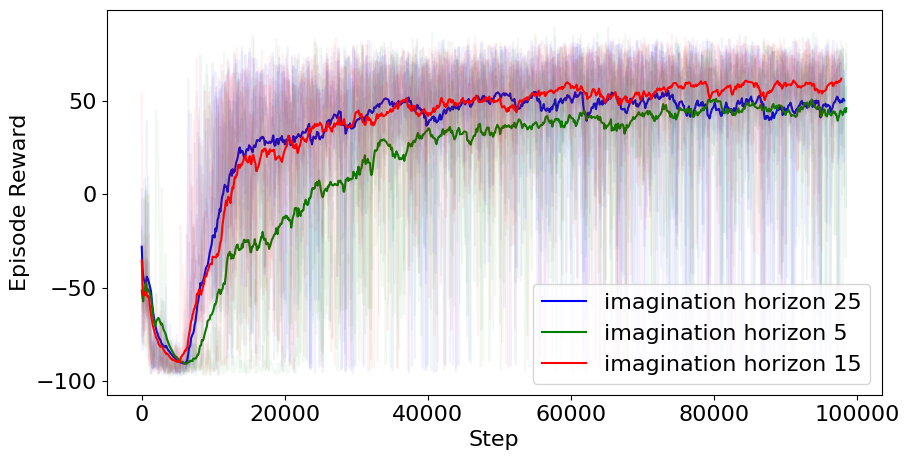 Episode Reward
50
0
−50
−100
0 20000 40000 60000 80000 100000
Step
imagination horizon 25
imagination horizon 5
imagination horizon 15